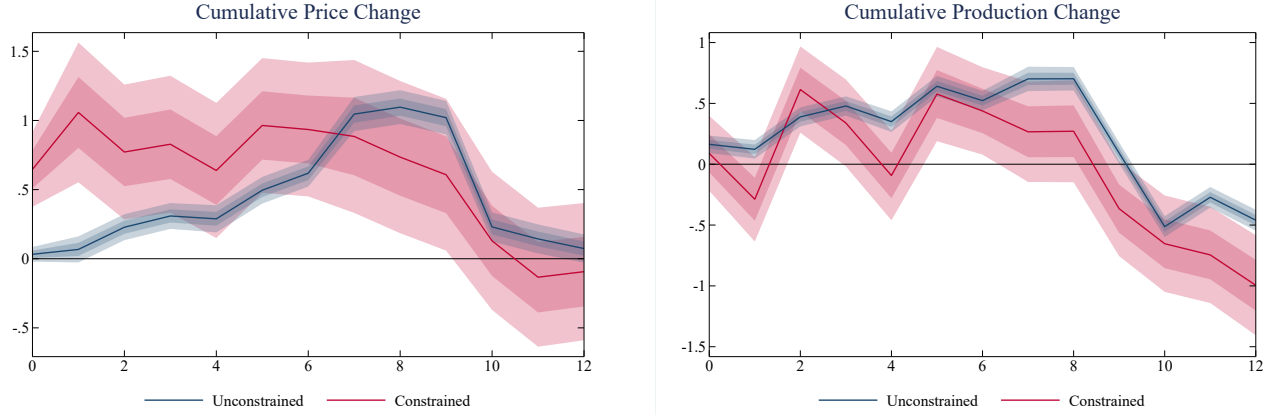 Cumulative Price Change
1.5
1
.5
0
-.5
0 2 4 6 8 10 12
Unconstrained Constrained
Cumulative Production Change
1
.5
0
-.5
-1
-1.5
0 2 4 6 8 10 12
Unconstrained Constrained